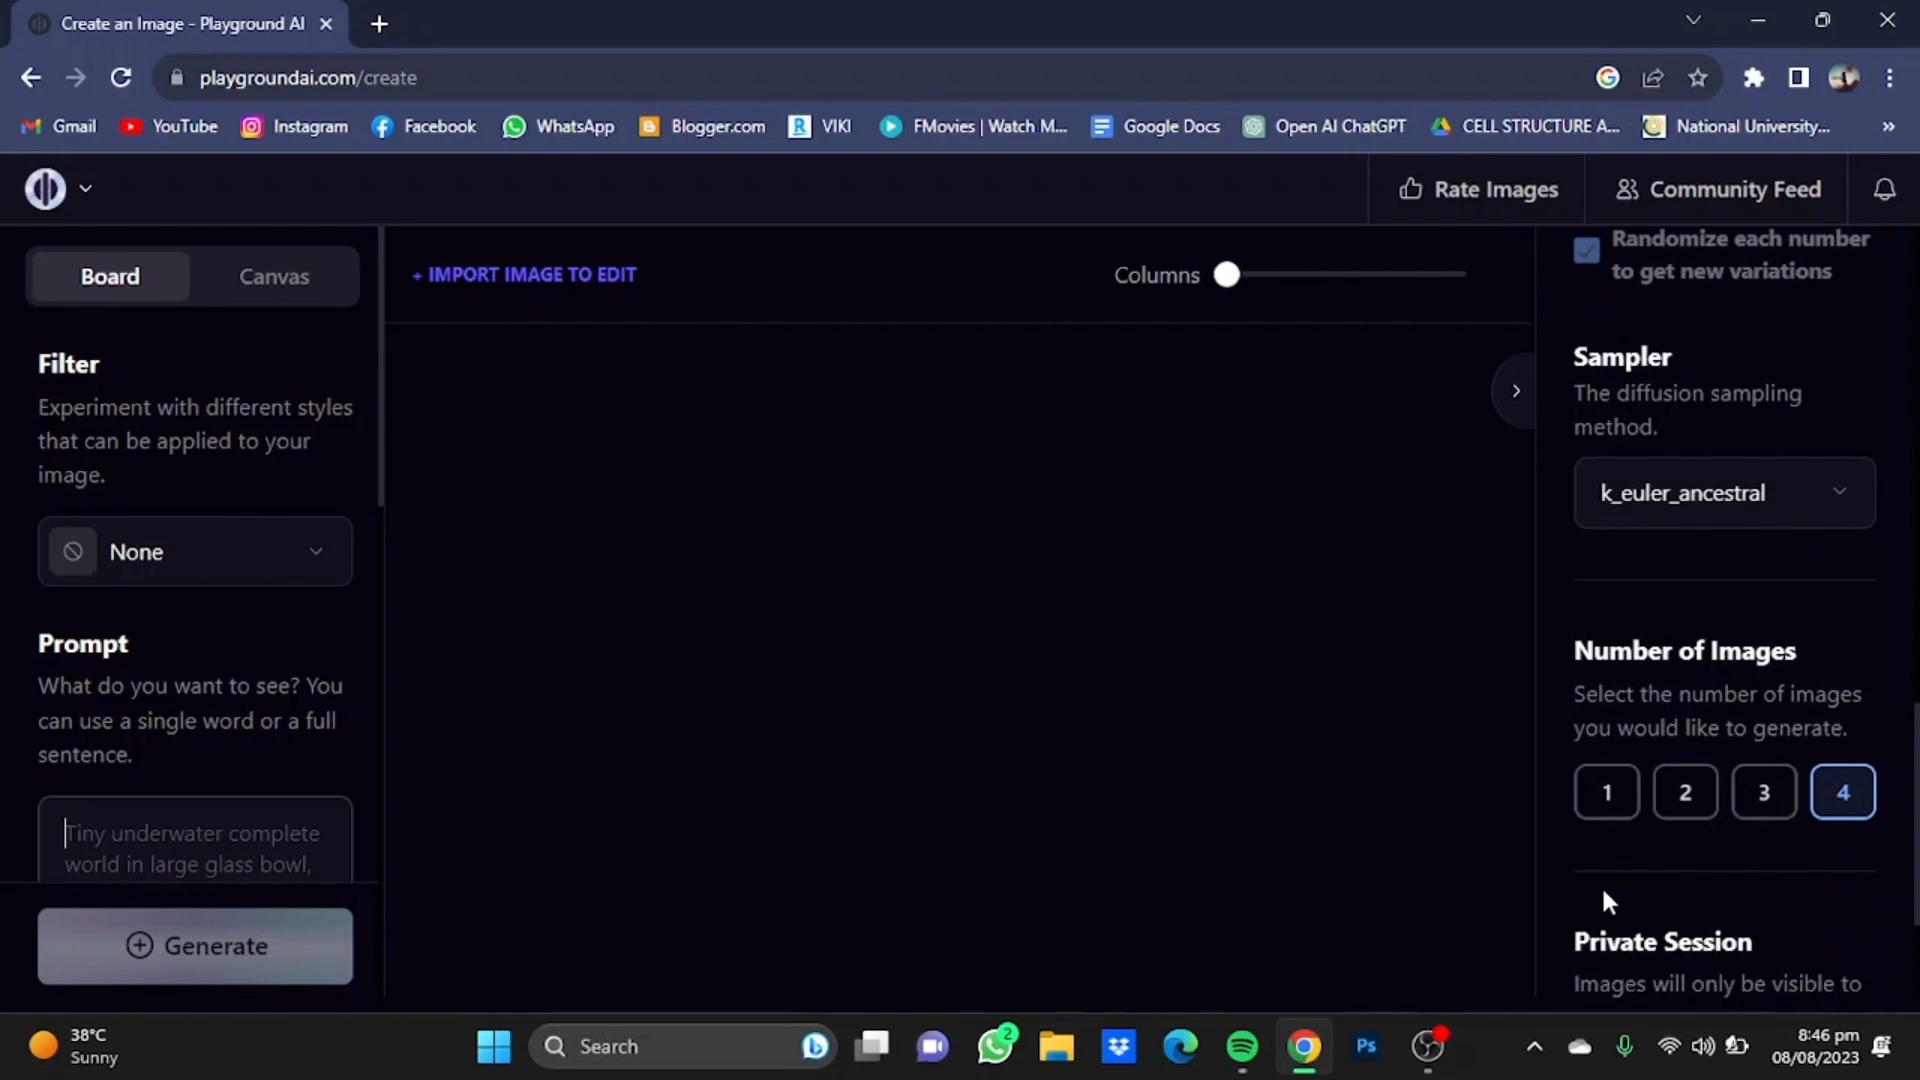 Create an Image - Playground AI
playgroundai.com/create
Gmail YouTube Instagram Facebook WhatsApp Blogger.com VIKI FMovies | Watch M... Google Docs Open AI ChatGPT CELL STRUCTURE A... National University... »
Rate Images Community Feed
Board Canvas
+ IMPORT IMAGE TO EDIT
Columns
Filter
Experiment with different styles
that can be applied to your
image.
None
Prompt
What do you want to see? You
can use a single word or a full
sentence.
Tiny underwater complete
world in large glass bowl,
Generate
Randomize each number
to get new variations
Sampler
The diffusion sampling
method.
k_euler_ancestral
Number of Images
Select the number of images
you would like to generate.
1 2 3 4
Private Session
Images will only be visible to
38°C
Sunny
Search
2
Ps
8:46 pm
08/08/2023